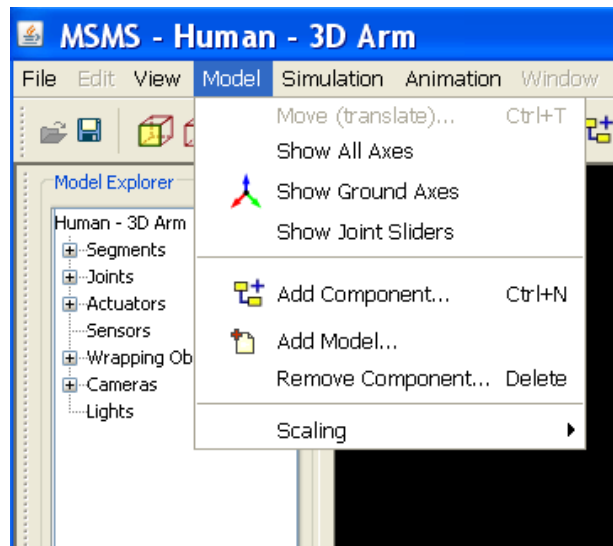 MSMS - Human - 3D Arm
File Edit View Model Simulation Animation Window
Move (translate)... Ctrl+T
Show All Axes
Show Ground Axes
Show Joint Sliders
Add Component... Ctrl+N
Add Model...
Remove Component... Delete
Scaling
Model Explorer
Human - 3D Arm
Segments
Joints
Actuators
Sensors
Wrapping Ob
Cameras
Lights